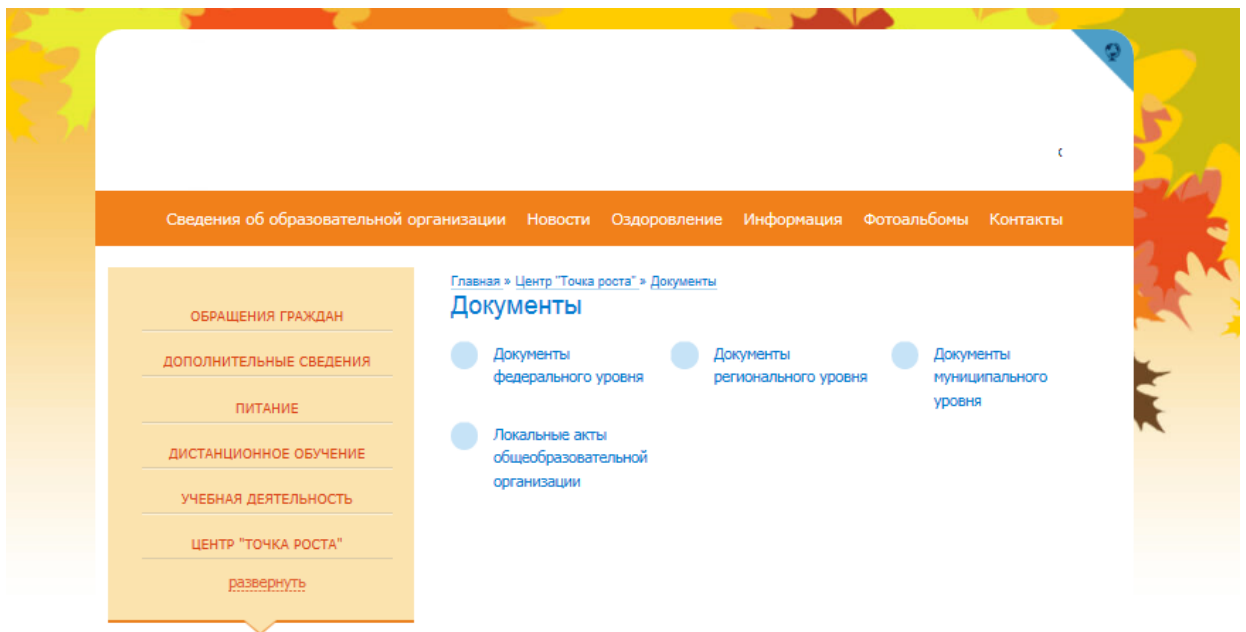 Сведения об образовательной организации Новости Оздоровление Информация Фотоальбомы Контакты
ОБРАЩЕНИЯ ГРАЖДАН
ДОПОЛНИТЕЛЬНЫЕ СВЕДЕНИЯ
ПИТАНИЕ
ДИСТАНЦИОННОЕ ОБУЧЕНИЕ
УЧЕБНАЯ ДЕЯТЕЛЬНОСТЬ
ЦЕНТР "ТОЧКА РОСТА"
развернуть
Главная » Центр "Точка роста" » Документы
Документы
Документы
федерального уровня
Документы
регионального уровня
Документы
муниципального
уровня
Локальные акты
общеобразовательной
организации